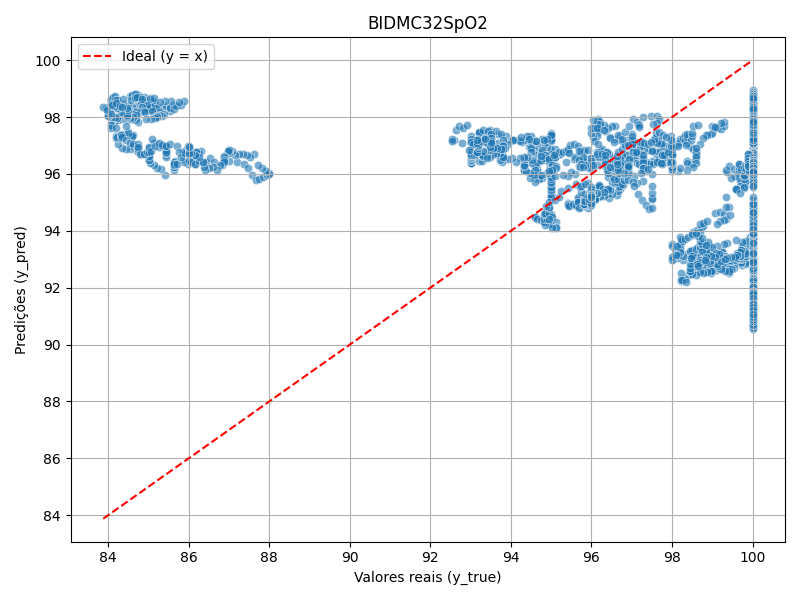 BIDMC32SpO2
Ideal (y = x)
Predições (y_pred)
100
98
96
94
92
90
88
86
84
84 86 88 90 92 94 96 98 100
Valores reais (y_true)